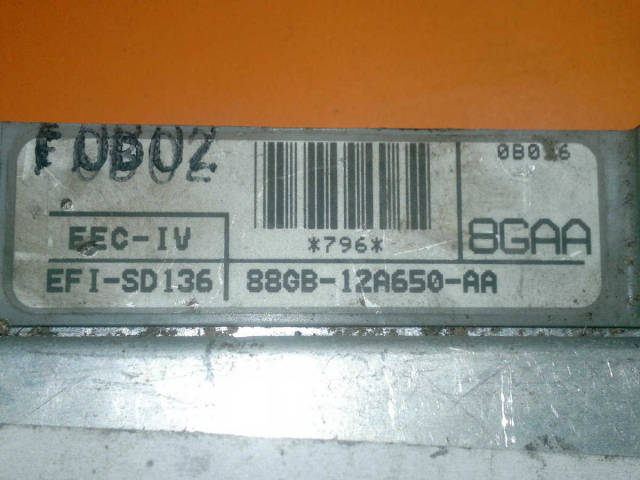 F0B02
0B016
*796*
EEC-IV
8GAA
EFI-SD136
88GB-12A650-AA